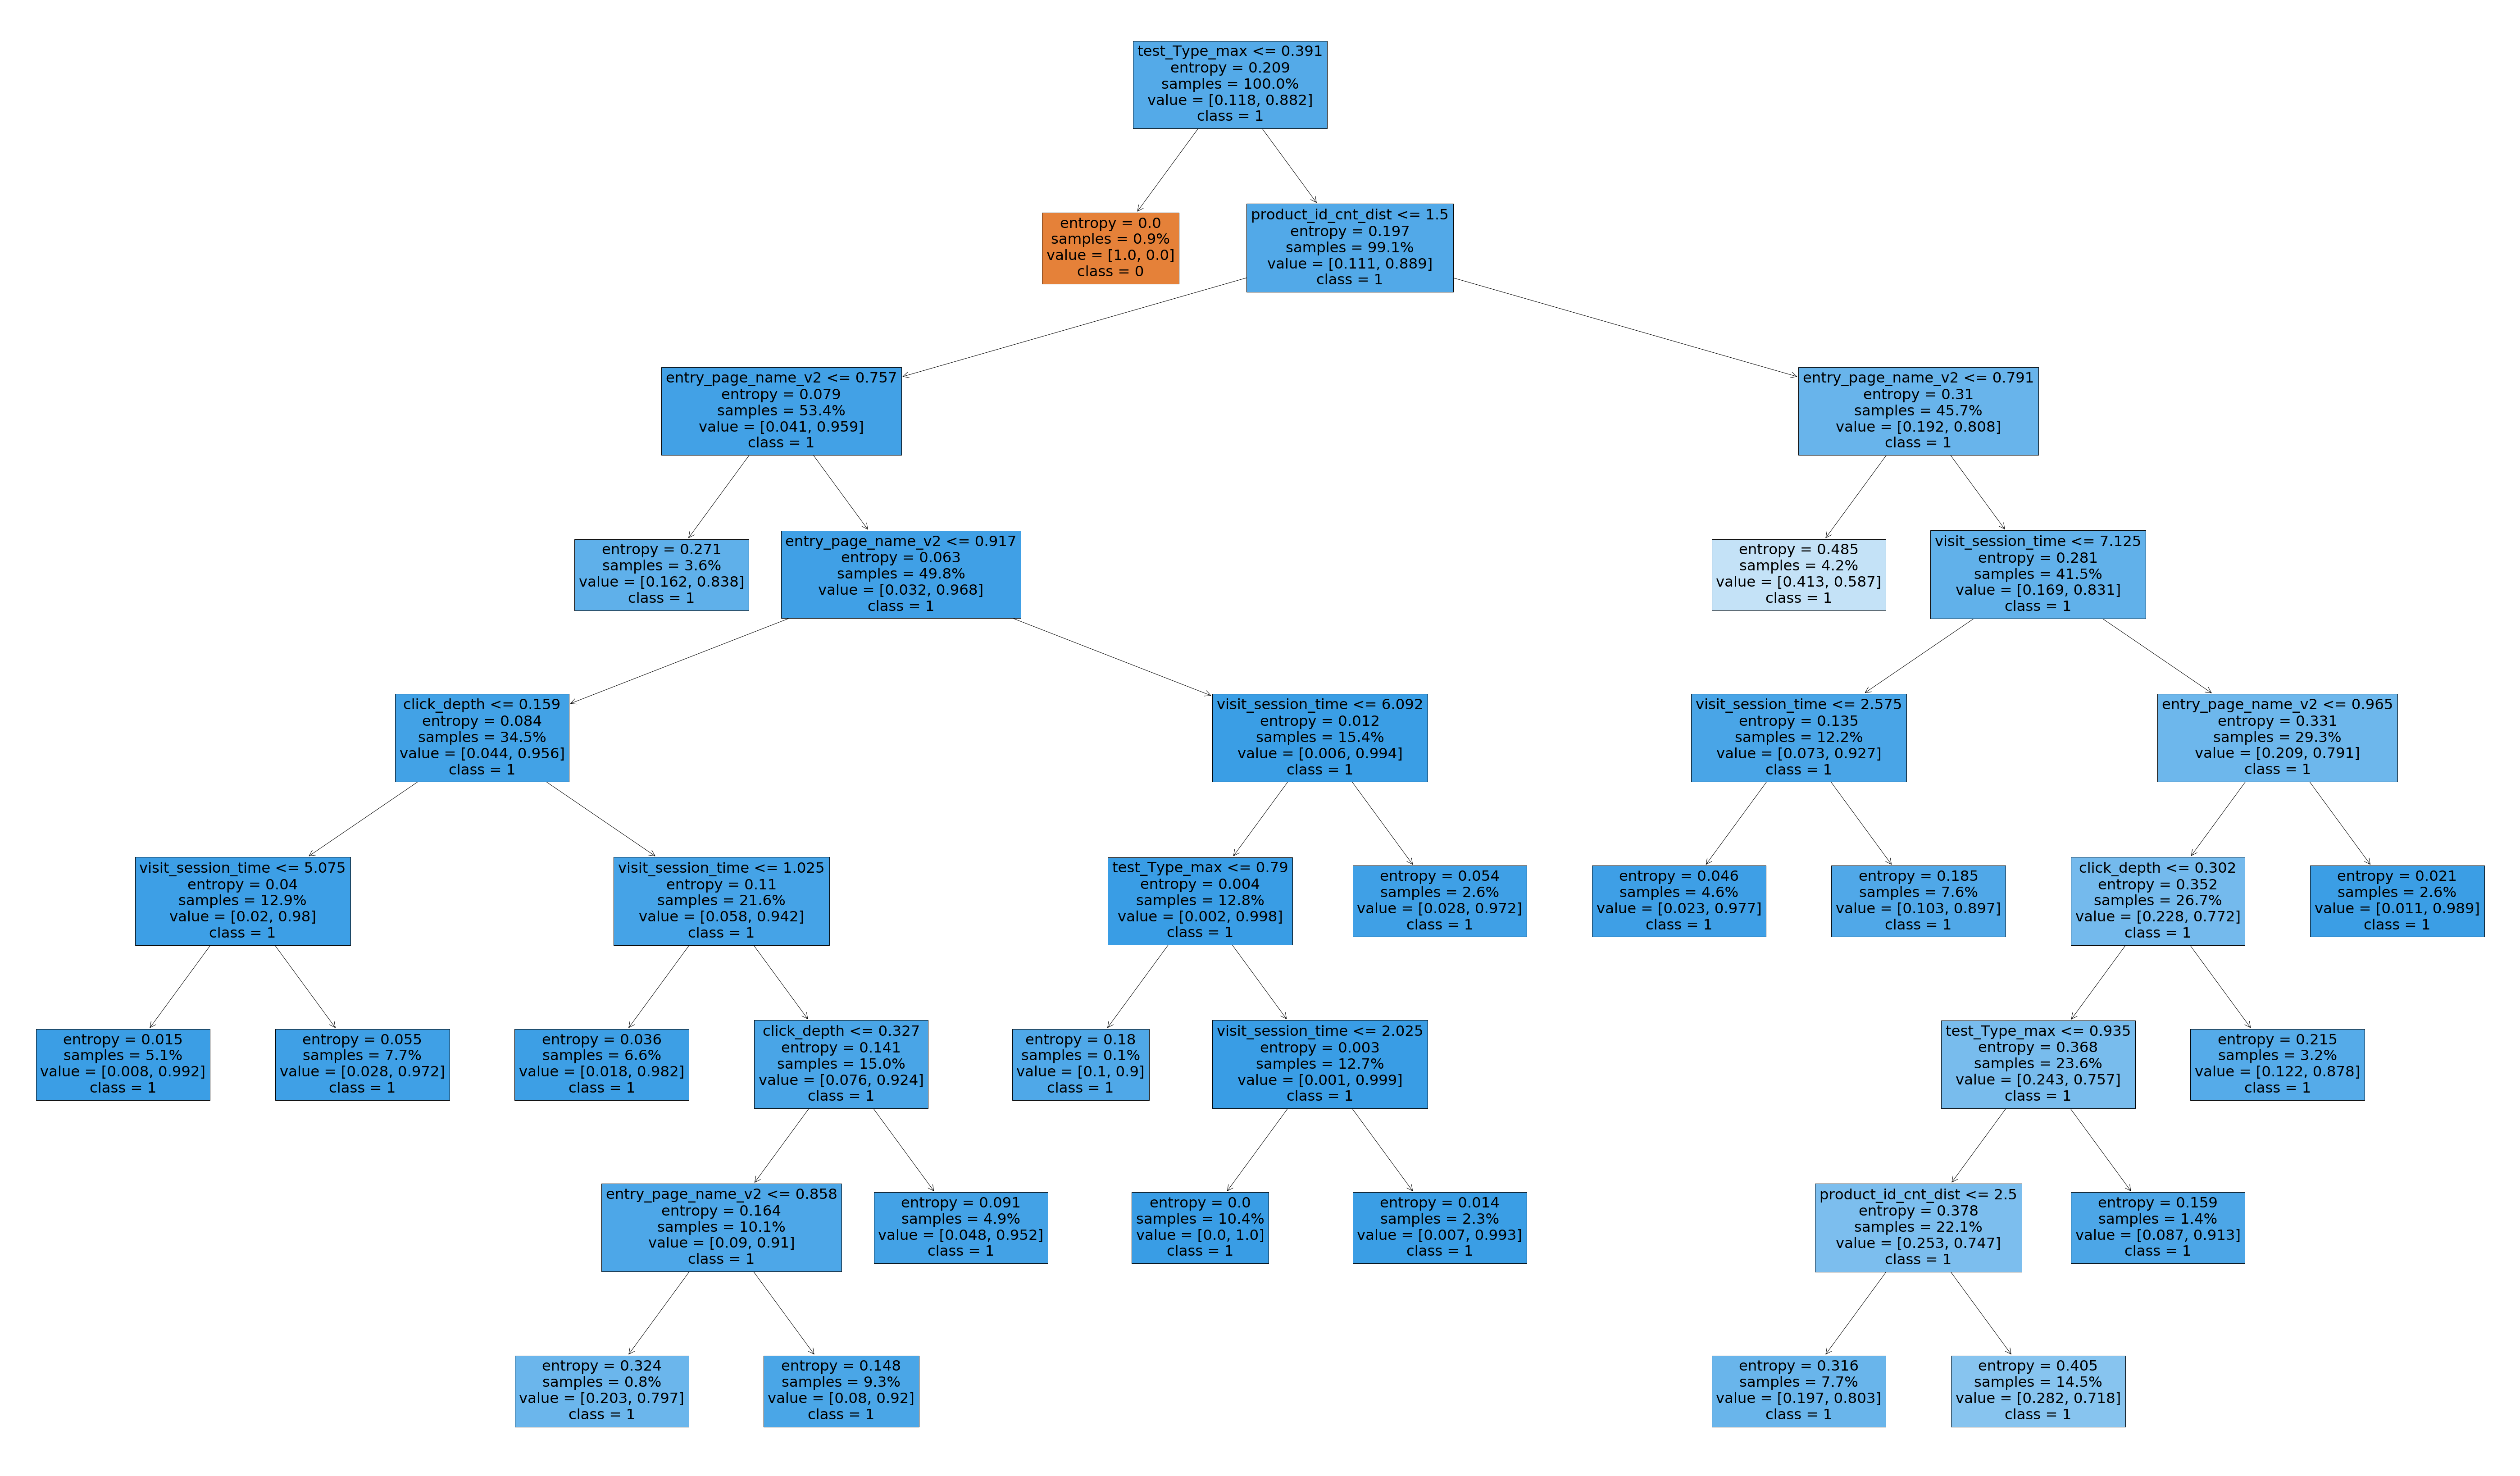 test_Type_max <= 0.391
entropy = 0.209
samples = 100.0%
value = [0.118, 0.882]
class = 1
entropy = 0.0
samples = 0.9%
value = [1.0, 0.0]
class = 0
product_id_cnt_dist <= 1.5
entropy = 0.197
samples = 99.1%
value = [0.111, 0.889]
class = 1
entry_page_name_v2 <= 0.757
entropy = 0.079
samples = 53.4%
value = [0.041, 0.959]
class = 1
entry_page_name_v2 <= 0.791
entropy = 0.31
samples = 45.7%
value = [0.192, 0.808]
class = 1
entropy = 0.271
samples = 3.6%
value = [0.162, 0.838]
class = 1
entry_page_name_v2 <= 0.917
entropy = 0.063
samples = 49.8%
value = [0.032, 0.968]
class = 1
entropy = 0.485
samples = 4.2%
value = [0.413, 0.587]
class = 1
visit_session_time <= 7.125
entropy = 0.281
samples = 41.5%
value = [0.169, 0.831]
class = 1
click_depth <= 0.159
entropy = 0.084
samples = 34.5%
value = [0.044, 0.956]
class = 1
visit_session_time <= 6.092
entropy = 0.012
samples = 15.4%
value = [0.006, 0.994]
class = 1
visit_session_time <= 2.575
entropy = 0.135
samples = 12.2%
value = [0.073, 0.927]
class = 1
entry_page_name_v2 <= 0.965
entropy = 0.331
samples = 29.3%
value = [0.209, 0.791]
class = 1
visit_session_time <= 5.075
entropy = 0.04
samples = 12.9%
value = [0.02, 0.98]
class = 1
visit_session_time <= 1.025
entropy = 0.11
samples = 21.6%
value = [0.058, 0.942]
class = 1
test_Type_max <= 0.79
entropy = 0.004
samples = 12.8%
value = [0.002, 0.998]
class = 1
entropy = 0.054
samples = 2.6%
value = [0.028, 0.972]
class = 1
entropy = 0.046
samples = 4.6%
value = [0.023, 0.977]
class = 1
entropy = 0.185
samples = 7.6%
value = [0.103, 0.897]
class = 1
click_depth <= 0.302
entropy = 0.352
samples = 26.7%
value = [0.228, 0.772]
class = 1
entropy = 0.021
samples = 2.6%
value = [0.011, 0.989]
class = 1
entropy = 0.015
samples = 5.1%
value = [0.008, 0.992]
class = 1
entropy = 0.055
samples = 7.7%
value = [0.028, 0.972]
class = 1
entropy = 0.036
samples = 6.6%
value = [0.018, 0.982]
class = 1
click_depth <= 0.327
entropy = 0.141
samples = 15.0%
value = [0.076, 0.924]
class = 1
entropy = 0.18
samples = 0.1%
value = [0.1, 0.9]
class = 1
visit_session_time <= 2.025
entropy = 0.003
samples = 12.7%
value = [0.001, 0.999]
class = 1
test_Type_max <= 0.935
entropy = 0.368
samples = 23.6%
value = [0.243, 0.757]
class = 1
entropy = 0.215
samples = 3.2%
value = [0.122, 0.878]
class = 1
entry_page_name_v2 <= 0.858
entropy = 0.164
samples = 10.1%
value = [0.09, 0.91]
class = 1
entropy = 0.091
samples = 4.9%
value = [0.048, 0.952]
class = 1
entropy = 0.0
samples = 10.4%
value = [0.0, 1.0]
class = 1
entropy = 0.014
samples = 2.3%
value = [0.007, 0.993]
class = 1
product_id_cnt_dist <= 2.5
entropy = 0.378
samples = 22.1%
value = [0.253, 0.747]
class = 1
entropy = 0.159
samples = 1.4%
value = [0.087, 0.913]
class = 1
entropy = 0.324
samples = 0.8%
value = [0.203, 0.797]
class = 1
entropy = 0.148
samples = 9.3%
value = [0.08, 0.92]
class = 1
entropy = 0.316
samples = 7.7%
value = [0.197, 0.803]
class = 1
entropy = 0.405
samples = 14.5%
value = [0.282, 0.718]
class = 1